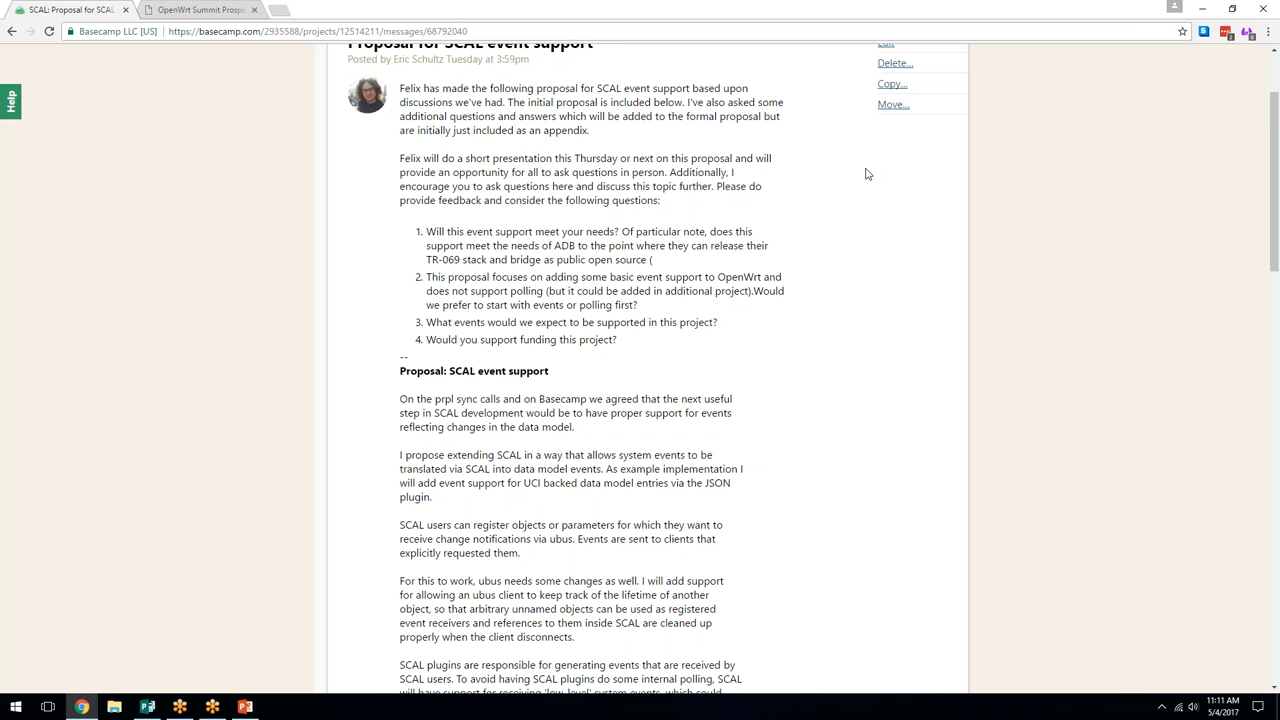 SCAL: Proposal for SCAL
OpenWrt Summit Prosp
Basecamp LLC [US]
https://basecamp.com/2935588/projects/12514211/messages/68792040
Help
Proposal for SCAL event support
Edit
Posted by Eric Schultz Tuesday at 3:59pm
Delete...
Copy...
Move...
Felix has made the following proposal for SCAL event support based upon
discussions we've had. The initial proposal is included below. I've also asked some
additional questions and answers which will be added to the formal proposal but
are initially just included as an appendix.
Felix will do a short presentation this Thursday or next on this proposal and will
provide an opportunity for all to ask questions in person. Additionally, I
encourage you to ask questions here and discuss this topic further. Please do
provide feedback and consider the following questions:
1. Will this event support meet your needs? Of particular note, does this
support meet the needs of ADB to the point where they can release their
TR-069 stack and bridge as public open source (
2. This proposal focuses on adding some basic event support to OpenWrt and
does not support polling (but it could be added in additional project).Would
we prefer to start with events or polling first?
3. What events would we expect to be supported in this project?
4. Would you support funding this project?
--
Proposal: SCAL event support
On the prpl sync calls and on Basecamp we agreed that the next useful
step in SCAL development would be to have proper support for events
reflecting changes in the data model.
I propose extending SCAL in a way that allows system events to be
translated via SCAL into data model events. As example implementation I
will add event support for UCI backed data model entries via the JSON
plugin.
SCAL users can register objects or parameters for which they want to
receive change notifications via ubus. Events are sent to clients that
explicitly requested them.
For this to work, ubus needs some changes as well. I will add support
for allowing an ubus client to keep track of the lifetime of another
object, so that arbitrary unnamed objects can be used as registered
event receivers and references to them inside SCAL are cleaned up
properly when the client disconnects.
SCAL plugins are responsible for generating events that are received by
SCAL users. To avoid having SCAL plugins do some internal polling, SCAL
will have support for receiving 'low-level' system events, which could
11:11 AM
5/4/2017